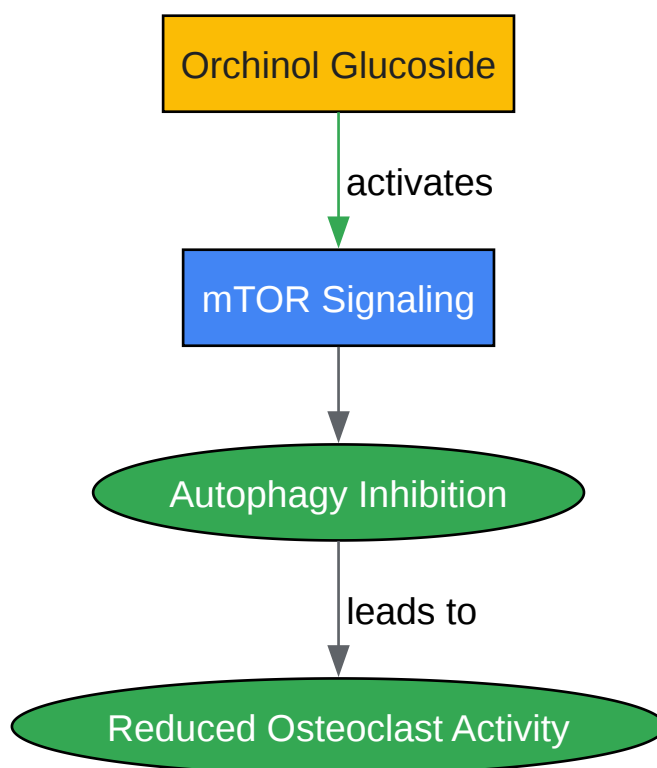 Orchinol Glucoside
activates
mTOR Signaling
Autophagy Inhibition
leads to
Reduced Osteoclast Activity